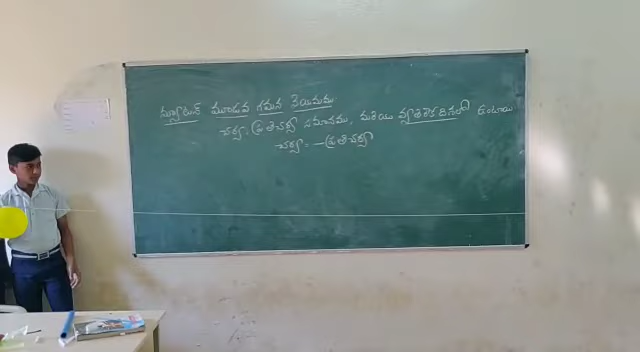 న్యూటన్ మూడవ గమన నియమము
చర్య, ప్రతిచర్య సమానము, మరియు వ్యతిరేక దిశలో ఉంటాయి
చర్య = -ప్రతిచర్య